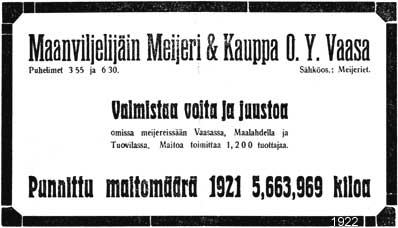 Maanviljelijäin Meijeri & Kauppa O. Y. Vaasa
Puhelimet 3 55 ja 6 30. Sähköos.: Meijeriet.
Valmistaa voita ja juustoa
omissa meijereissään Vaasassa, Maalahdella ja
Tuovilassa. Maitoa toimittaa 1,200 tuottajaa.
Punnittu maitomäärä 1921 5,663,969 kiloa
1922